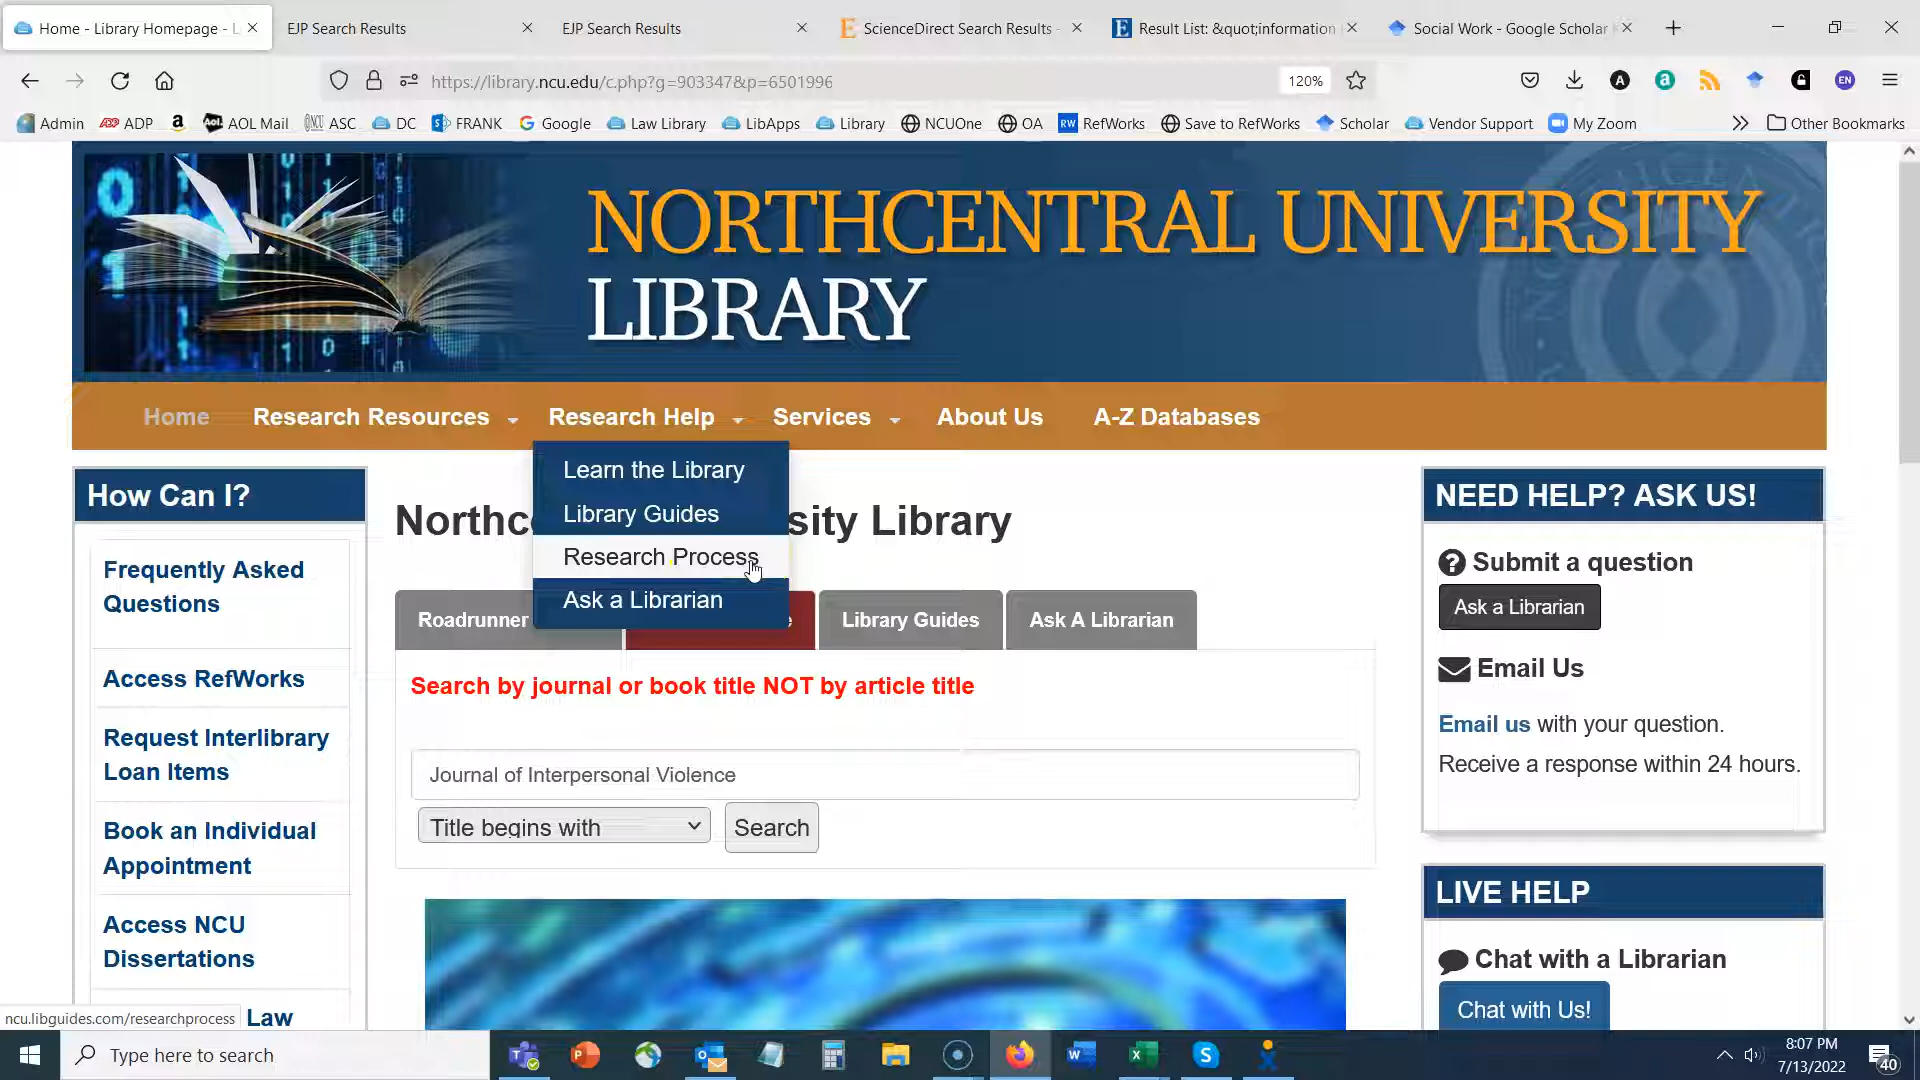 Home - Library Homepage - L
EJP Search Results
EJP Search Results
ScienceDirect Search Results -
Result List: &quot;information
Social Work - Google Scholar
https://library.ncu.edu/c.php?g=903347&p=6501996
120%
Admin
ADP
AOL Mail
ASC
DC
FRANK
Google
Law Library
LibApps
Library
NCUOne
OA
RefWorks
Save to RefWorks
Scholar
Vendor Support
My Zoom
Other Bookmarks
NORTHCENTRAL UNIVERSITY
LIBRARY
Home
Research Resources
Research Help
Services
About Us
A-Z Databases
Learn the Library
Library Guides
Research Process
Ask a Librarian
How Can I?
Frequently Asked
Questions
Access RefWorks
Request Interlibrary
Loan Items
Book an Individual
Appointment
Access NCU
Dissertations
Law
Northc sity Library
Roadrunner
Library Guides
Ask A Librarian
Search by journal or book title NOT by article title
Journal of Interpersonal Violence
Title begins with
Search
NEED HELP? ASK US!
Submit a question
Ask a Librarian
Email Us
Email us with your question.
Receive a response within 24 hours.
LIVE HELP
Chat with a Librarian
Chat with Us!
ncu.libguides.com/researchprocess
Type here to search
8:07 PM
7/13/2022
40